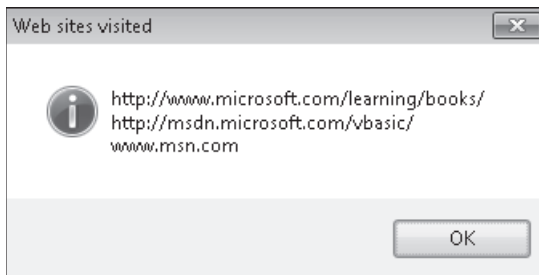 Web sites visited
http://www.microsoft.com/learning/books/
http://msdn.microsoft.com/vbasic/
www.msn.com
OK